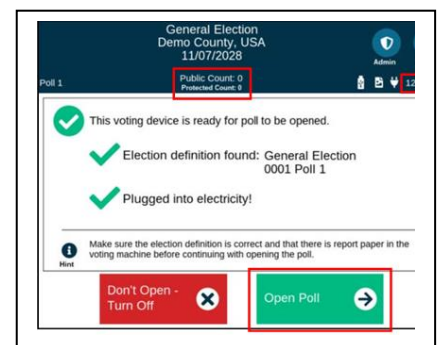 General Election
Demo County, USA
11/07/2028
Admin
Poll 1
Public Count: 0
Protected Count: 0
12
This voting device is ready for poll to be opened.
Election definition found: General Election
0001 Poll 1
Plugged into electricity!
Make sure the election definition is correct and that there is report paper in the
voting machine before continuing with opening the poll.
Hint
Don't Open -
Turn Off
Open Poll